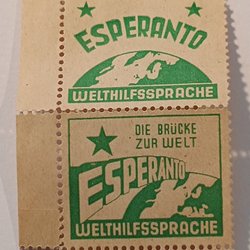 ESPERANTO
WELTHILFSSPRACHE
DIE BRÜCKE
ZUR WELT
ESPERANTO
WELTHILFSSPRACHE